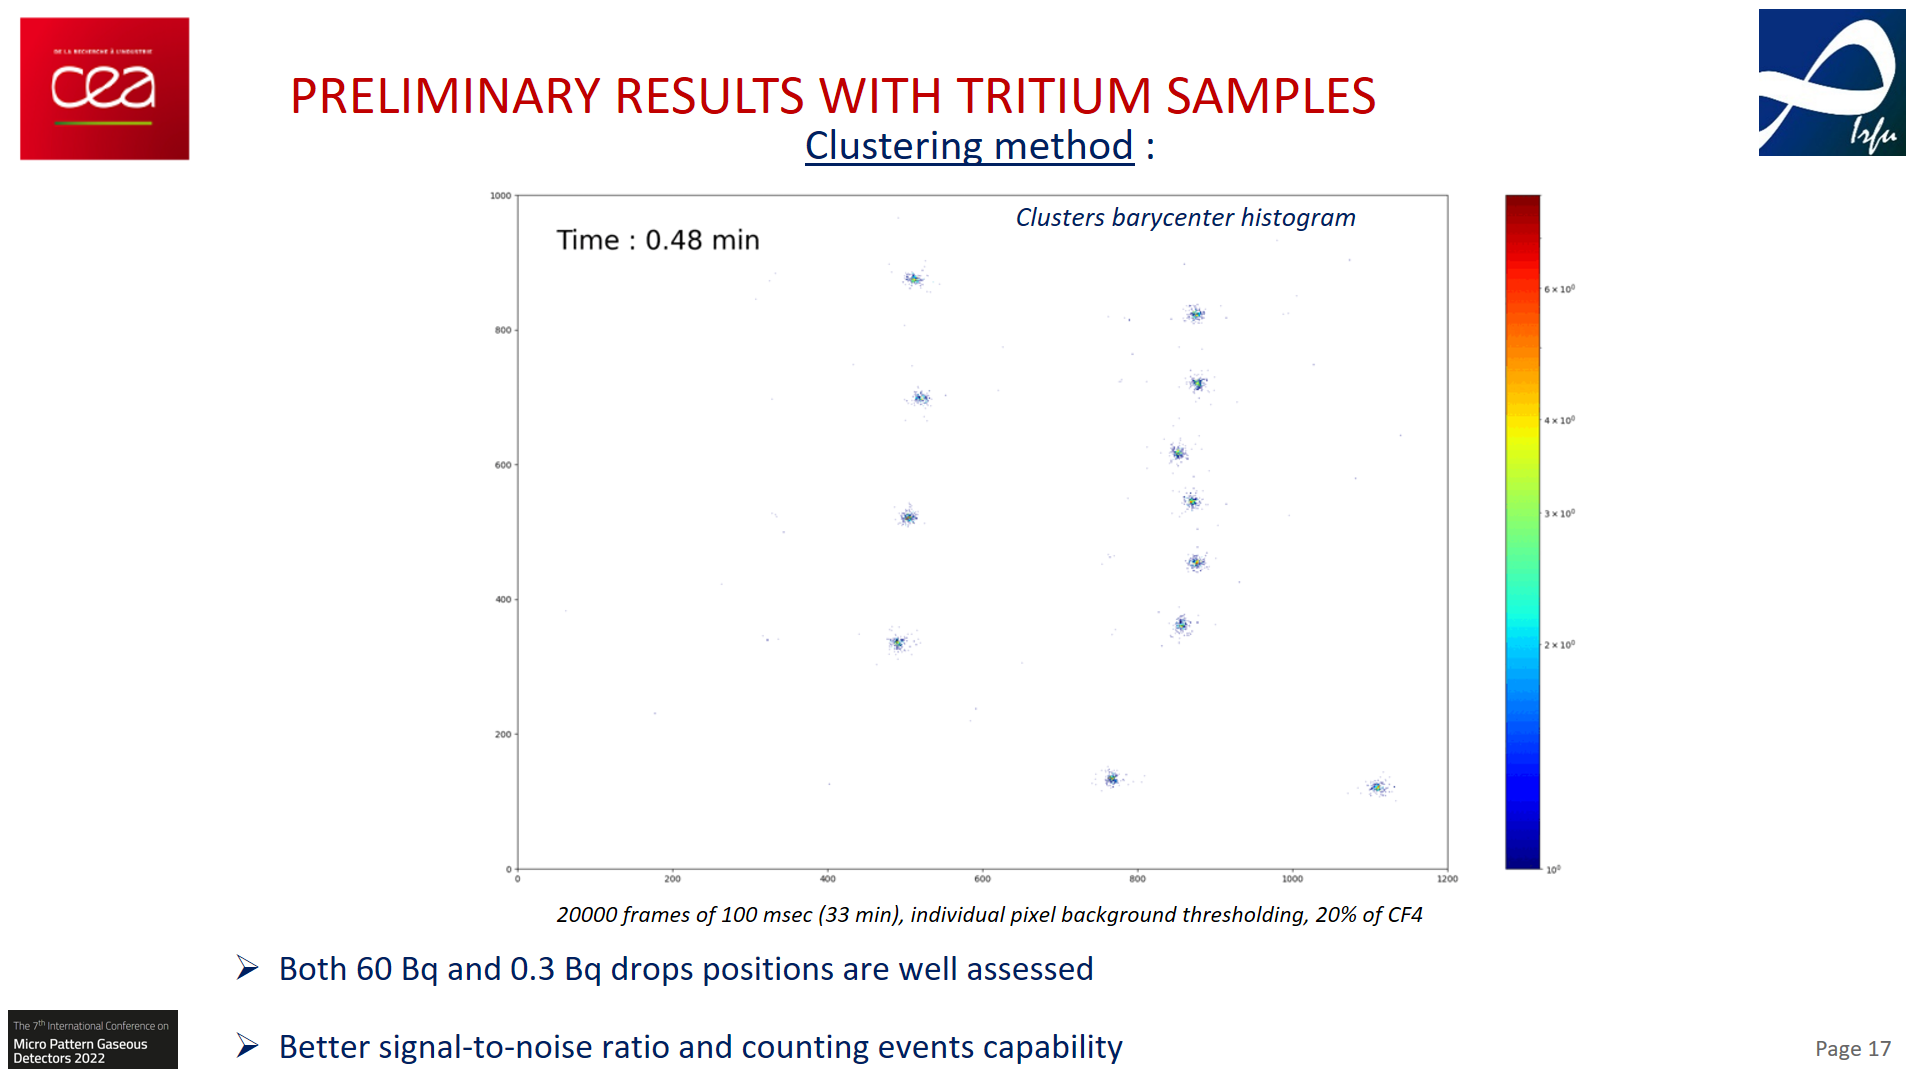 DE LA RECHERCHE À L'INDUSTRIE
cea
Irfu
PRELIMINARY RESULTS WITH TRITIUM SAMPLES
Clustering method :
Clusters barycenter histogram
Time : 0.48 min
1000
800
600
400
200
0
0 200 400 600 800 1000 1200
6 × 10⁰
4 × 10⁰
3 × 10⁰
2 × 10⁰
10⁰
20000 frames of 100 msec (33 min), individual pixel background thresholding, 20% of CF4
➢ Both 60 Bq and 0.3 Bq drops positions are well assessed
➢ Better signal-to-noise ratio and counting events capability
The 7th International Conference on
Micro Pattern Gaseous
Detectors 2022
Page 17